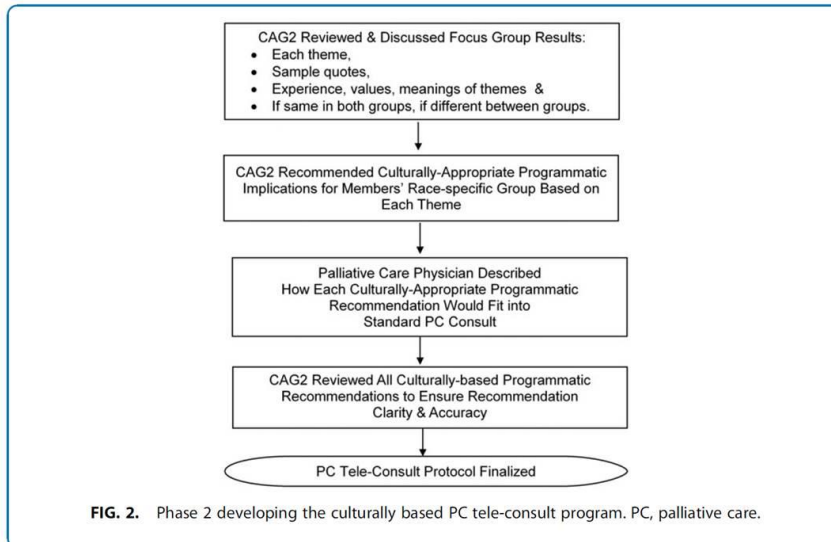 CAG2 Reviewed & Discussed Focus Group Results:
• Each theme,
• Sample quotes,
• Experience, values, meanings of themes &
• If same in both groups, if different between groups.
CAG2 Recommended Culturally-Appropriate Programmatic
Implications for Members' Race-specific Group Based on
Each Theme
Palliative Care Physician Described
How Each Culturally-Appropriate Programmatic
Recommendation Would Fit into
Standard PC Consult
CAG2 Reviewed All Culturally-based Programmatic
Recommendations to Ensure Recommendation
Clarity & Accuracy
PC Tele-Consult Protocol Finalized
FIG. 2. Phase 2 developing the culturally based PC tele-consult program. PC, palliative care.